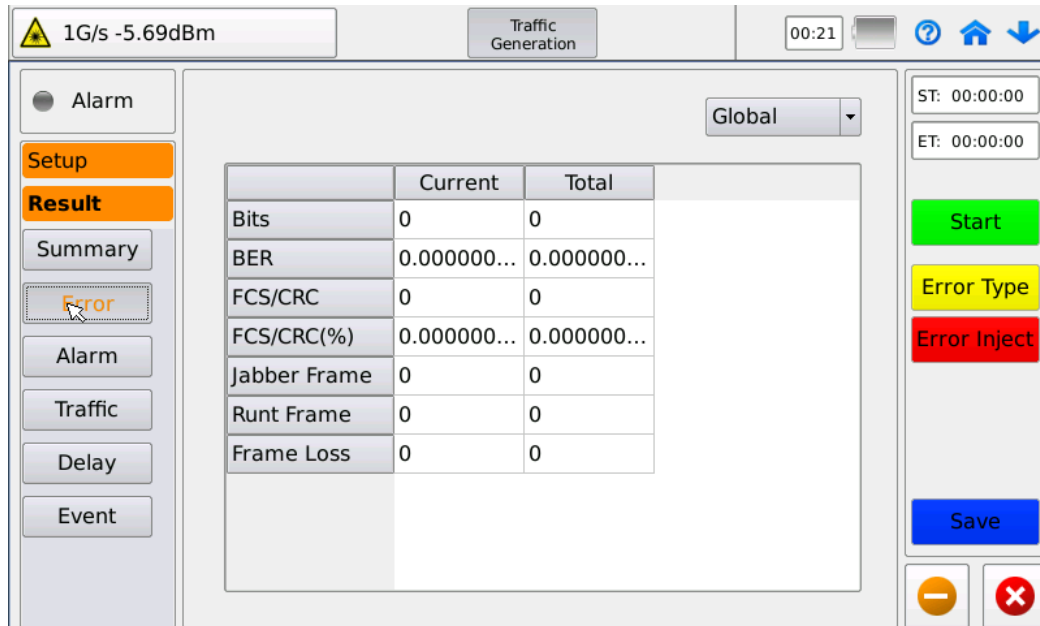 1G/s -5.69dBm
Traffic
Generation
00:21
Alarm
Setup
Result
Summary
Error
Alarm
Traffic
Delay
Event
Global
Current Total
Bits 0 0
BER 0.000000... 0.000000...
FCS/CRC 0 0
FCS/CRC(%) 0.000000... 0.000000...
Jabber Frame 0 0
Runt Frame 0 0
Frame Loss 0 0
ST: 00:00:00
ET: 00:00:00
Start
Error Type
Error Inject
Save